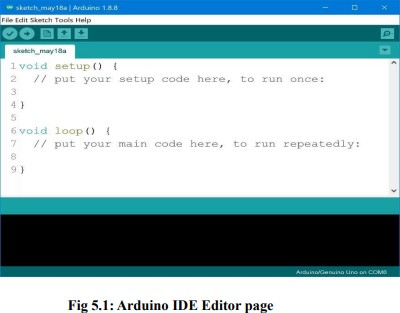 sketch_may18a | Arduino 1.8.8
File Edit Sketch Tools Help
sketch_may18a
1 void setup() {
2 // put your setup code here, to run once:
3
4 }
5
6 void loop() {
7 // put your main code here, to run repeatedly:
8
9 }
Arduino/Genuino Uno on COM6
Fig 5.1: Arduino IDE Editor page